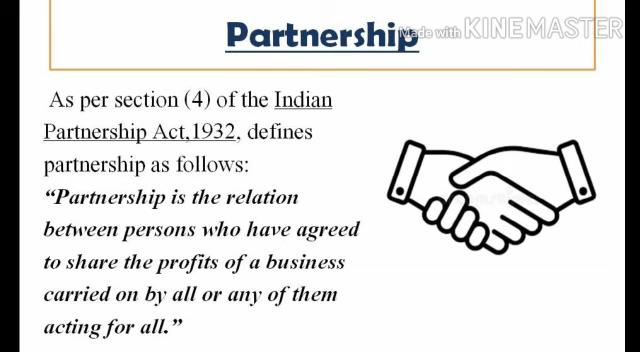 Partnership
Made with KINEMASTER
As per section (4) of the Indian
Partnership Act,1932, defines
partnership as follows:
“Partnership is the relation
between persons who have agreed
to share the profits of a business
carried on by all or any of them
acting for all.”